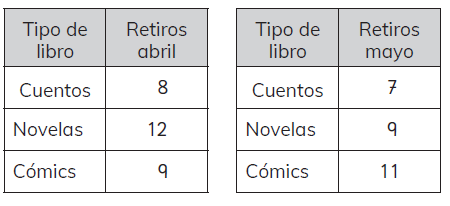 Tipo de
libro
Retiros
abril
Cuentos 8
Novelas 12
Cómics 9
Tipo de
libro
Retiros
mayo
Cuentos 7
Novelas 9
Cómics 11